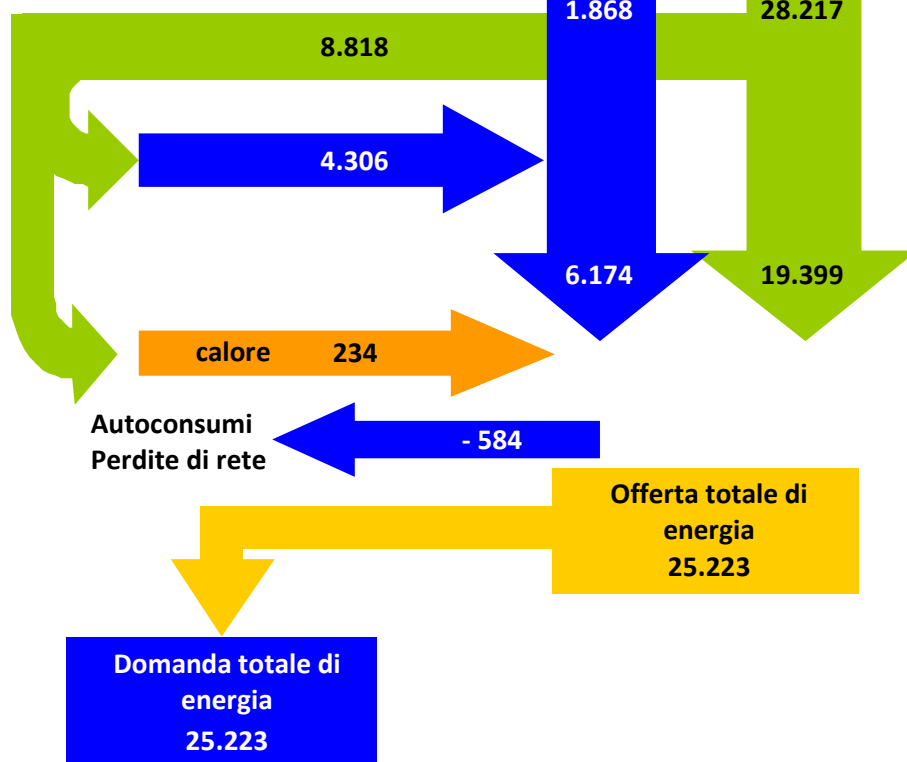 1.868
28.217
8.818
4.306
6.174
19.399
calore 234
Autoconsumi
Perdite di rete
- 584
Offerta totale di
energia
25.223
Domanda totale di
energia
25.223